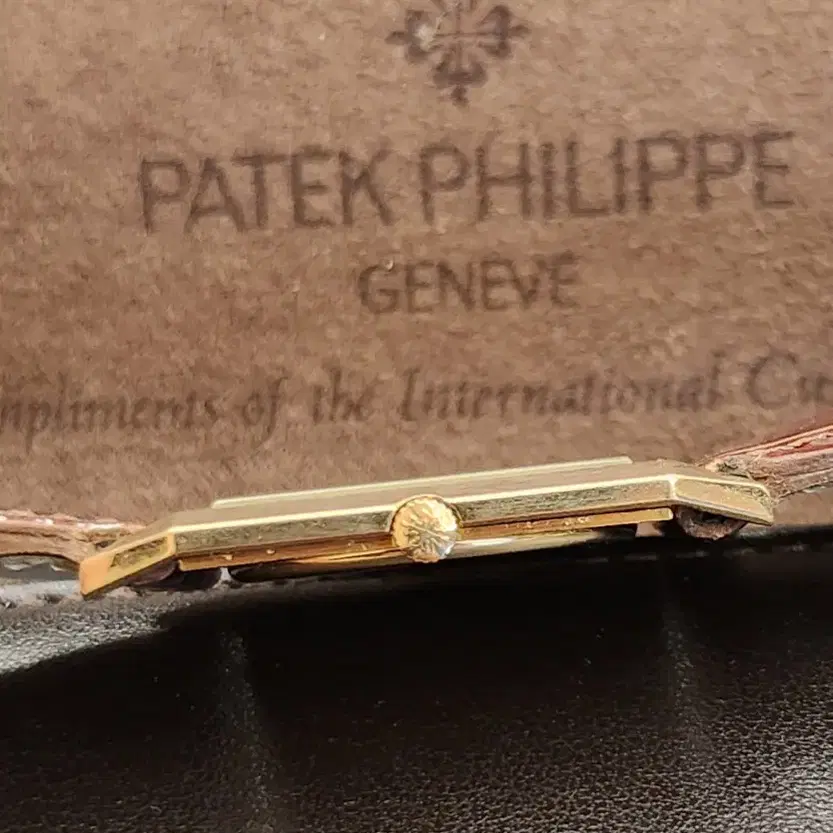 PATEK PHILIPPE
GENEVE
of the International